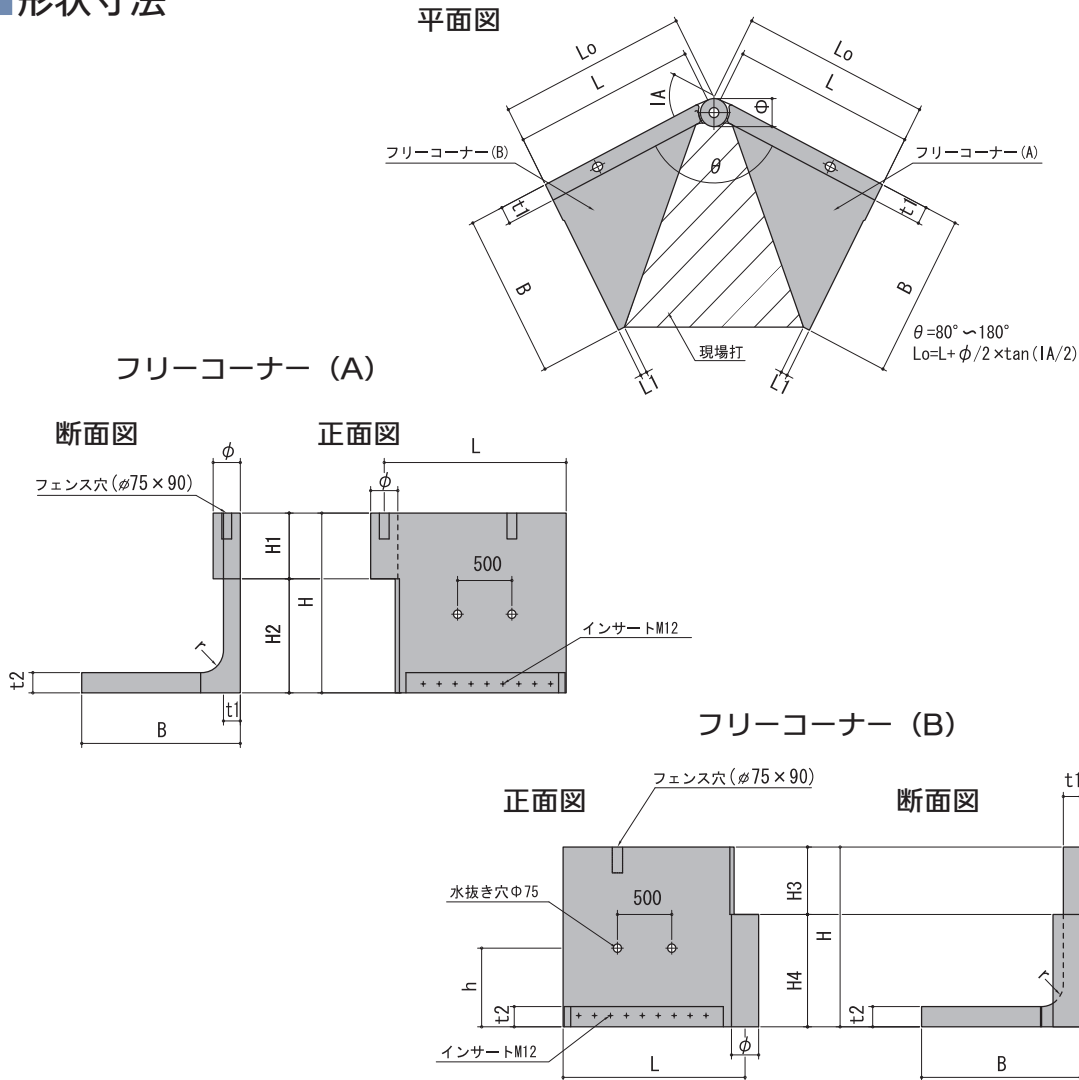 ■形状寸法
平面図
Lo
Lo
L
L
IA
φ
フリーコーナー(B)
フリーコーナー(A)
θ
t1
t1
B
B
θ=80°〜180°
Lo=L+φ/2×tan(IA/2)
現場打
L1
L1
フリーコーナー（A）
断面図
正面図
φ
L
フェンス穴(φ75×90)
φ
H1
500
H
インサートM12
H2
r
t2
t1
B
フリーコーナー（B）
フェンス穴(φ75×90)
正面図
断面図
t1
水抜き穴Φ75
500
H3
H
h
H4
r
t2
t2
インサートM12
φ
L
B